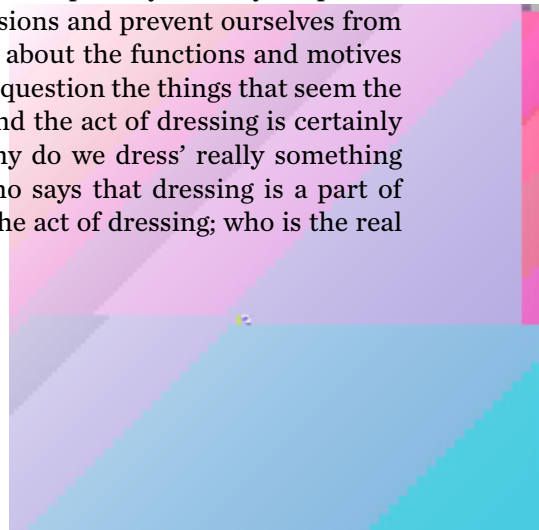 sions and prevent ourselves from
about the functions and motives
question the things that seem the
nd the act of dressing is certainly
ny do we dress’ really something
no says that dressing is a part of
he act of dressing; who is the real